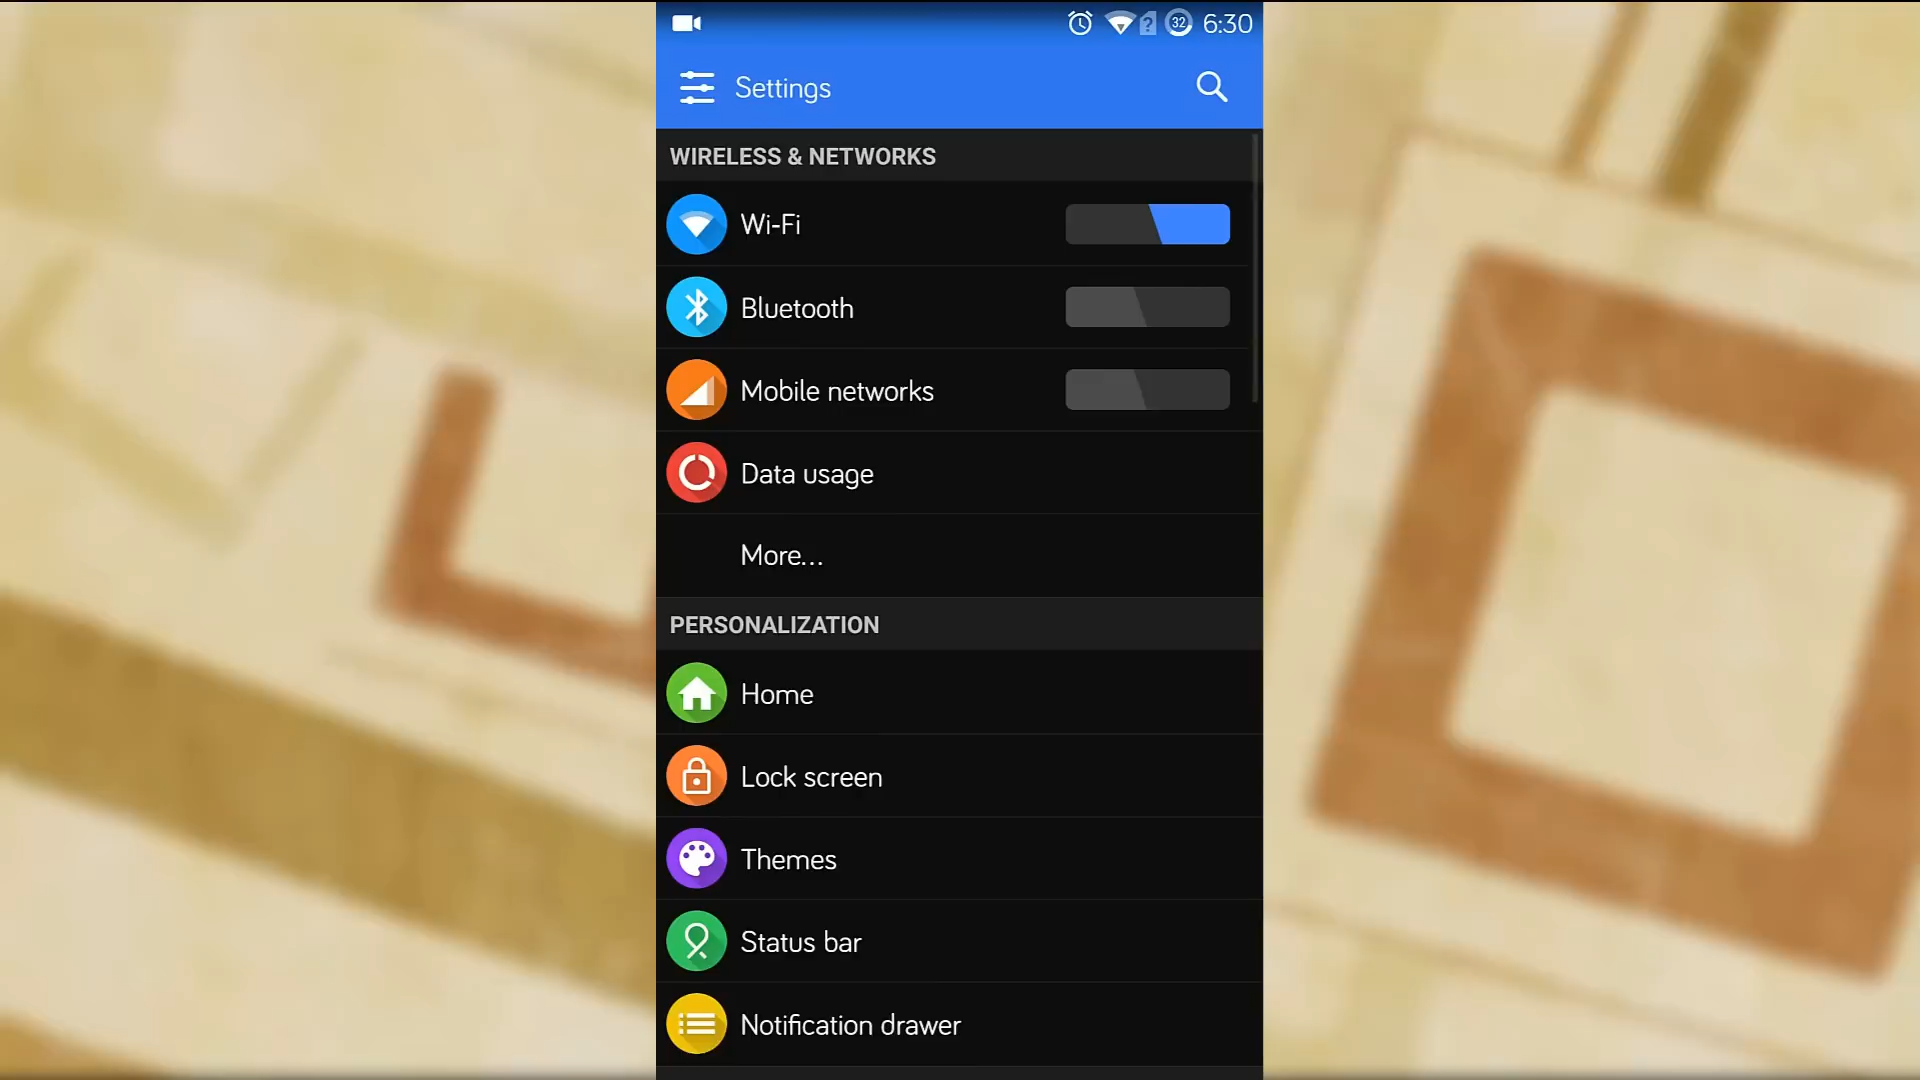 32 6:30
Settings
WIRELESS & NETWORKS
Wi-Fi
Bluetooth
Mobile networks
Data usage
More...
PERSONALIZATION
Home
Lock screen
Themes
Status bar
Notification drawer